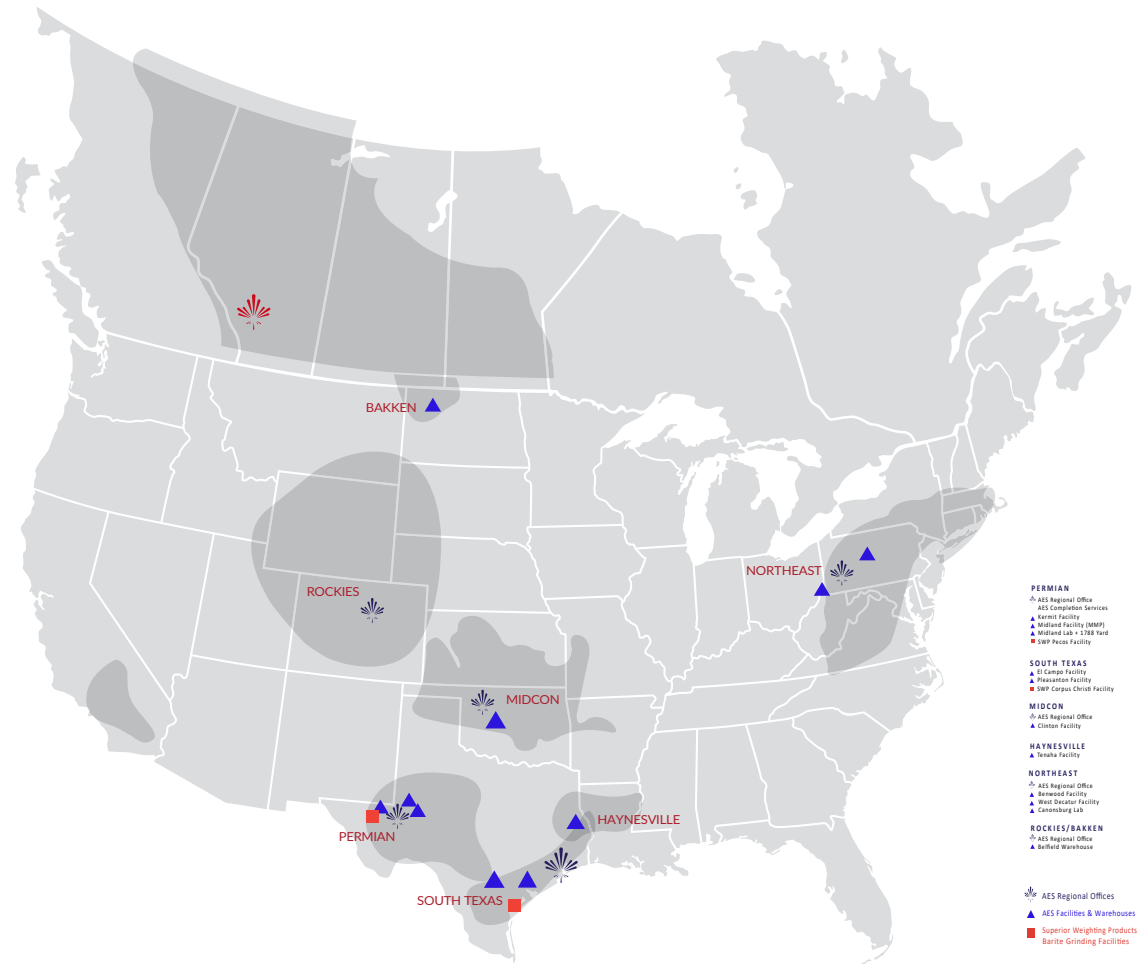 BAKKEN
ROCKIES
NORTHEAST
MIDCON
HAYNESVILLE
PERMIAN
SOUTH TEXAS
PERMIAN
AES Regional Office
AES Completion Services
Kermit Facility
Midland Facility (MMP)
Midland Lab + 1788 Yard
SWP Pecos Facility
SOUTH TEXAS
El Campo Facility
Pleasanton Facility
SWP Corpus Christi Facility
MIDCON
AES Regional Office
Clinton Facility
HAYNESVILLE
Tenaha Facility
NORTHEAST
AES Regional Office
Benwood Facility
West Decatur Facility
Canonsburg Lab
ROCKIES/BAKKEN
AES Regional Office
Belfield Warehouse
AES Regional Offices
AES Facilities & Warehouses
Superior Weighting Products
Barite Grinding Facilities